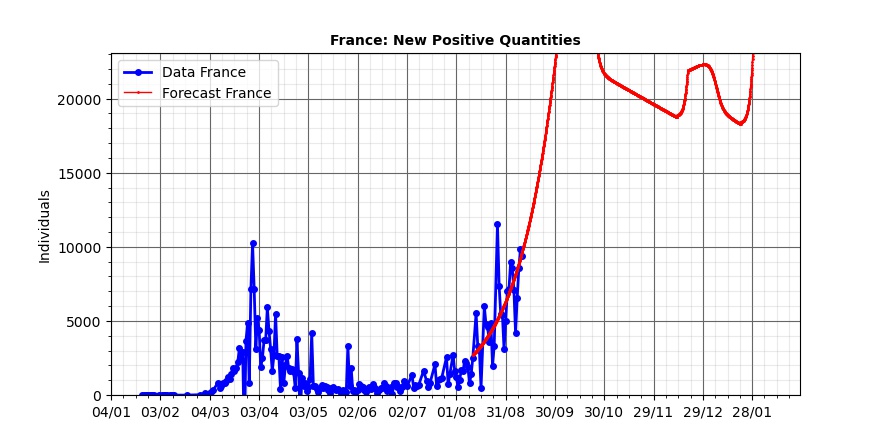 France: New Positive Quantities
Data France
Forecast France
Individuals
20000
15000
10000
5000
0
04/01 03/02 04/03 03/04 03/05 02/06 02/07 01/08 31/08 30/09 30/10 29/11 29/12 28/01